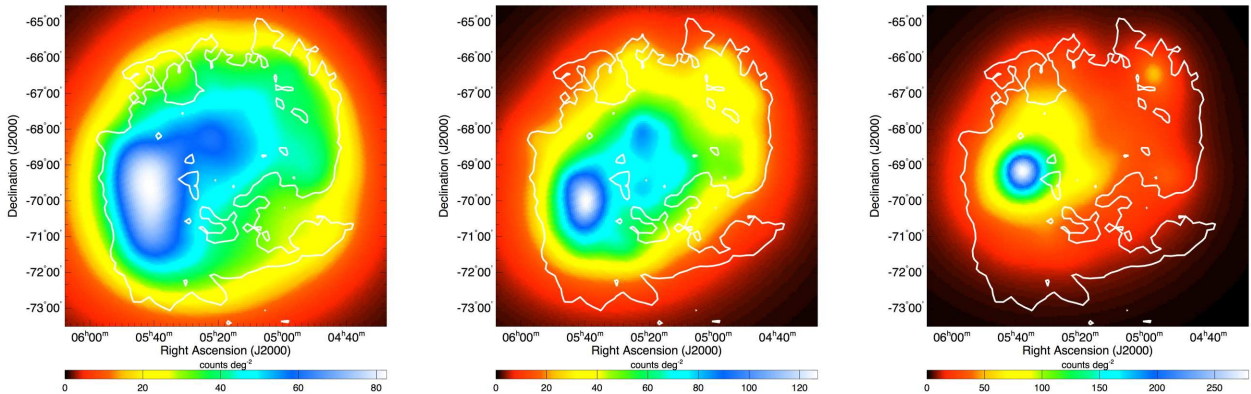 -65°00'
-66°00'
-67°00'
-68°00'
-69°00'
-70°00'
-71°00'
-72°00'
-73°00'
Declination (J2000)
06ʰ00ᵐ 05ʰ40ᵐ 05ʰ20ᵐ 05ʰ00ᵐ 04ʰ40ᵐ
Right Ascension (J2000)
counts deg⁻²
0 20 40 60 80
-65°00'
-66°00'
-67°00'
-68°00'
-69°00'
-70°00'
-71°00'
-72°00'
-73°00'
Declination (J2000)
06ʰ00ᵐ 05ʰ40ᵐ 05ʰ20ᵐ 05ʰ00ᵐ 04ʰ40ᵐ
Right Ascension (J2000)
counts deg⁻²
0 20 40 60 80 100 120
-65°00'
-66°00'
-67°00'
-68°00'
-69°00'
-70°00'
-71°00'
-72°00'
-73°00'
Declination (J2000)
06ʰ00ᵐ 05ʰ40ᵐ 05ʰ20ᵐ 05ʰ00ᵐ 04ʰ40ᵐ
Right Ascension (J2000)
counts deg⁻²
0 50 100 150 200 250